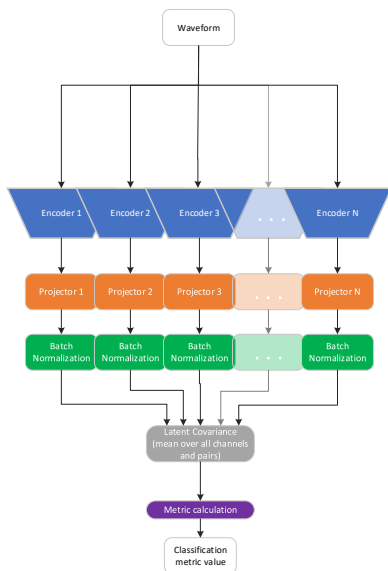 Waveform
Encoder 1
Encoder 2
Encoder 3
. . .
Encoder N
Projector 1
Projector 2
Projector 3
. . .
Projector N
Batch
Normalization
Batch
Normalization
Batch
Normalization
. . .
Batch
Normalization
Latent Covariance
(mean over all channels
and pairs)
Metric calculation
Classification
metric value